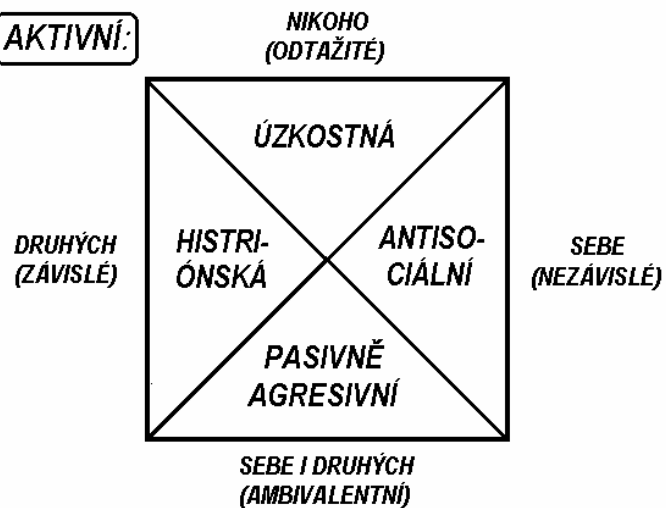 AKTIVNÍ:
NIKOHO
(ODTAŽITÉ)
ÚZKOSTNÁ
DRUHÝCH
(ZÁVISLÉ)
HISTRI-
ÓNSKÁ
ANTISO-
CIÁLNÍ
SEBE
(NEZÁVISLÉ)
PASIVNĚ
AGRESIVNÍ
SEBE I DRUHÝCH
(AMBIVALENTNÍ)